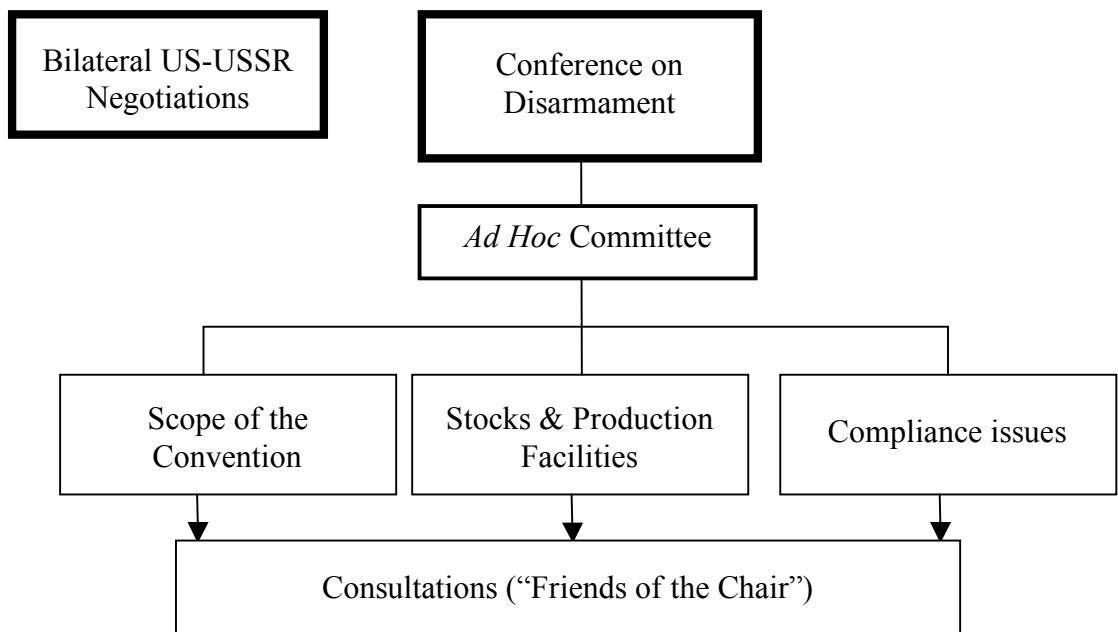 Bilateral US-USSR
Negotiations
Conference on
Disarmament
Ad Hoc Committee
Scope of the
Convention
Stocks & Production
Facilities
Compliance issues
Consultations (“Friends of the Chair”)